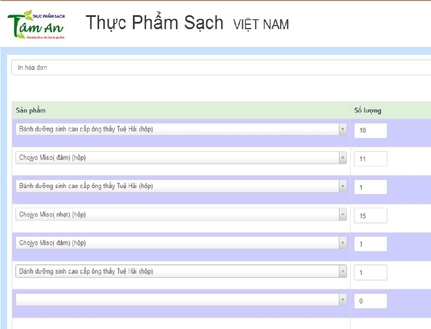 THỰC PHẨM SẠCH
Tâm An
Thực Phẩm Sạch VIỆT NAM
In hóa đơn
Sản phẩm Số lượng
Bánh dưỡng sinh cao cấp ông thầy Tuệ Hải (hộp) 10
Chojyo Miso( đậm) (hộp) 11
Bánh dưỡng sinh cao cấp ông thầy Tuệ Hải (hộp) 1
Chojyo Miso( nhạt) (hộp) 15
Chojyo Miso( đậm) (hộp) 1
Bánh dưỡng sinh cao cấp ông thầy Tuệ Hải (hộp) 1
0